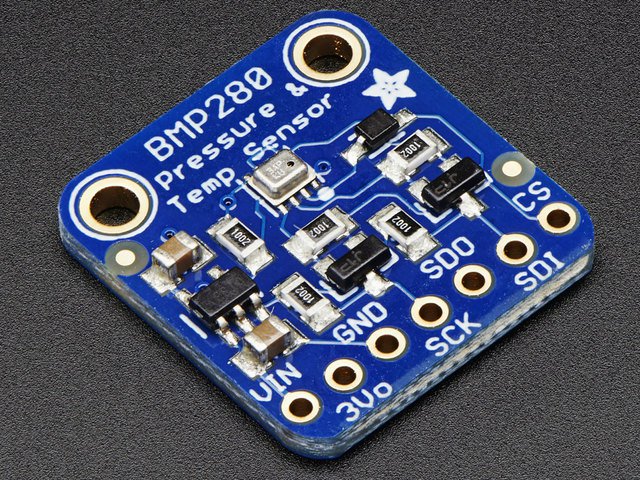 BMP280
Pressure &
Temp Sensor
1002
1002
1002
2001
1002
CS
SDI
SDO
SCK
GND
3Vo
VIN